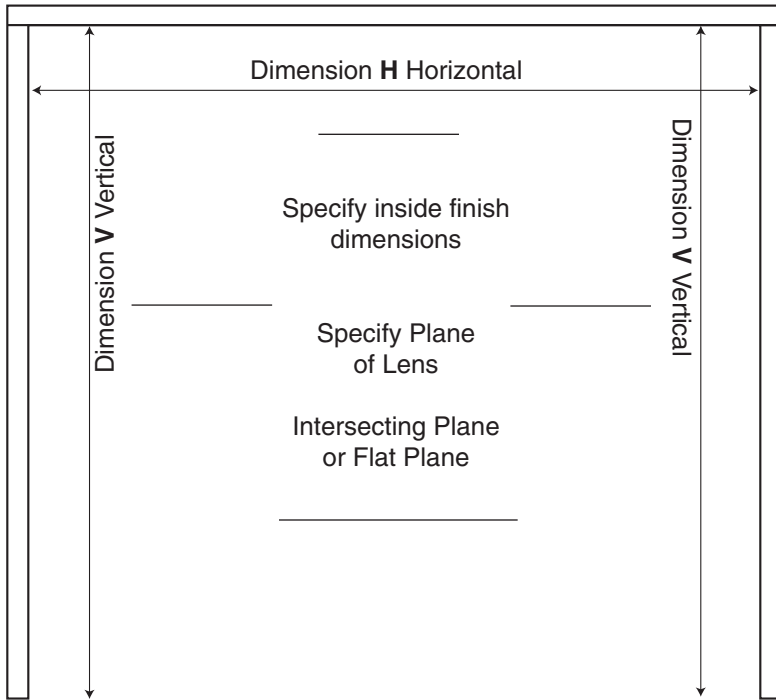 Dimension H Horizontal
Dimension V Vertical
Specify inside finish
dimensions
Dimension V Vertical
Specify Plane
of Lens
Intersecting Plane
or Flat Plane